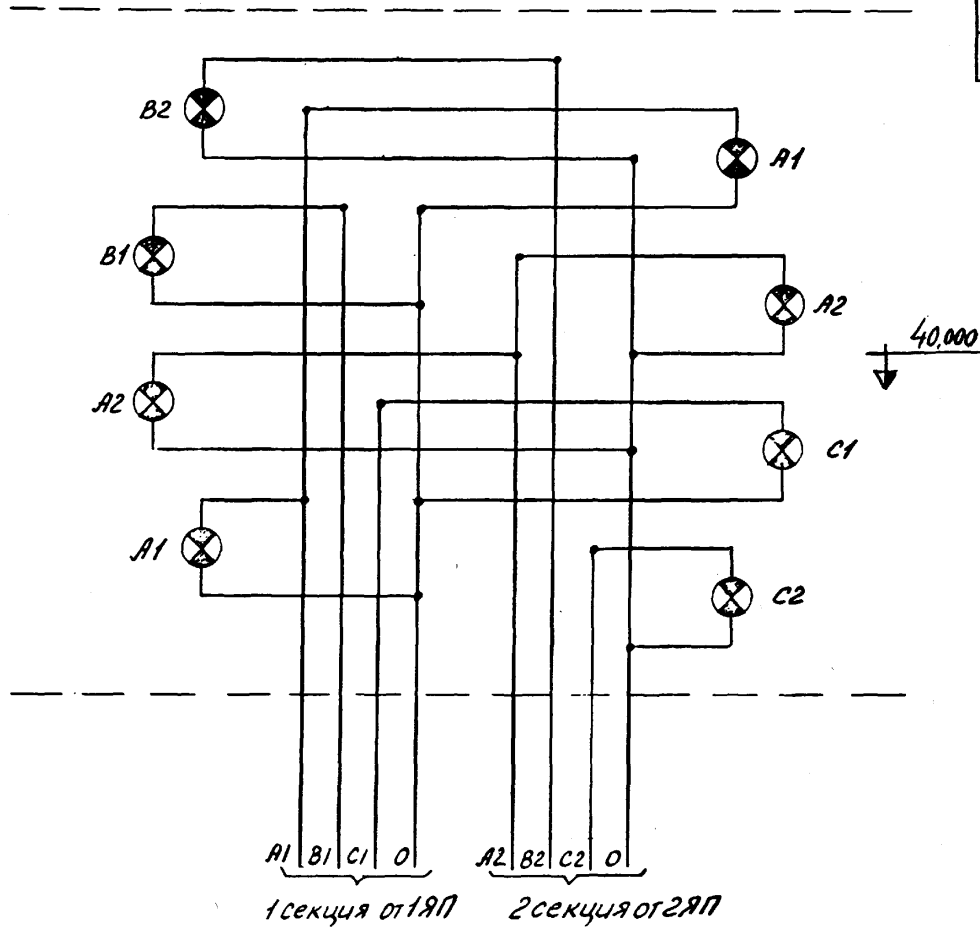 B2
A1
B1
A2
40,000
A2
C1
A1
C2
A1 B1 C1 O A2 B2 C2 O
1 секция от 1ЯП 2 секция от 2ЯП